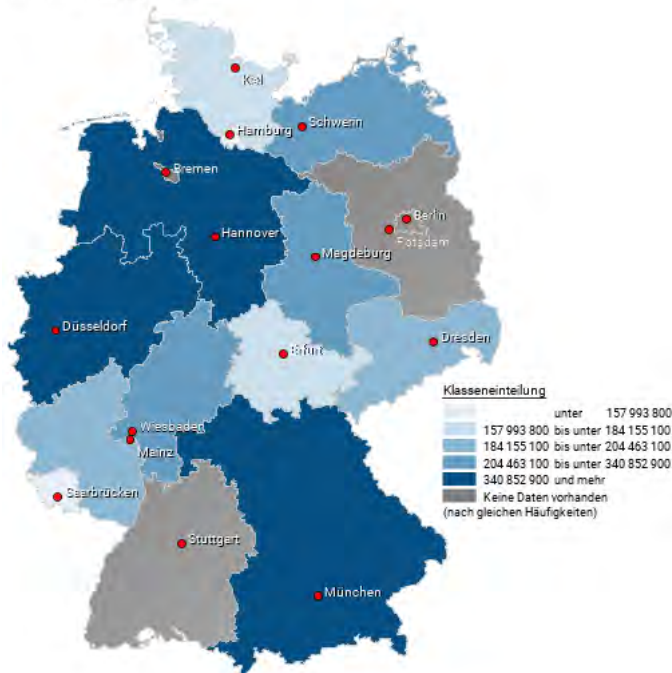 Kiel
Hamburg
Schwerin
Bremen
Berlin
Potsdam
Hannover
Magdeburg
Düsseldorf
Dresden
Erfurt
Wiesbaden
Mainz
Saarbrücken
Stuttgart
München
Klasseneinteilung
unter 157 993 800
157 993 800 bis unter 184 155 100
184 155 100 bis unter 204 463 100
204 463 100 bis unter 340 852 900
340 852 900 und mehr
Keine Daten vorhanden
(nach gleichen Häufigkeiten)